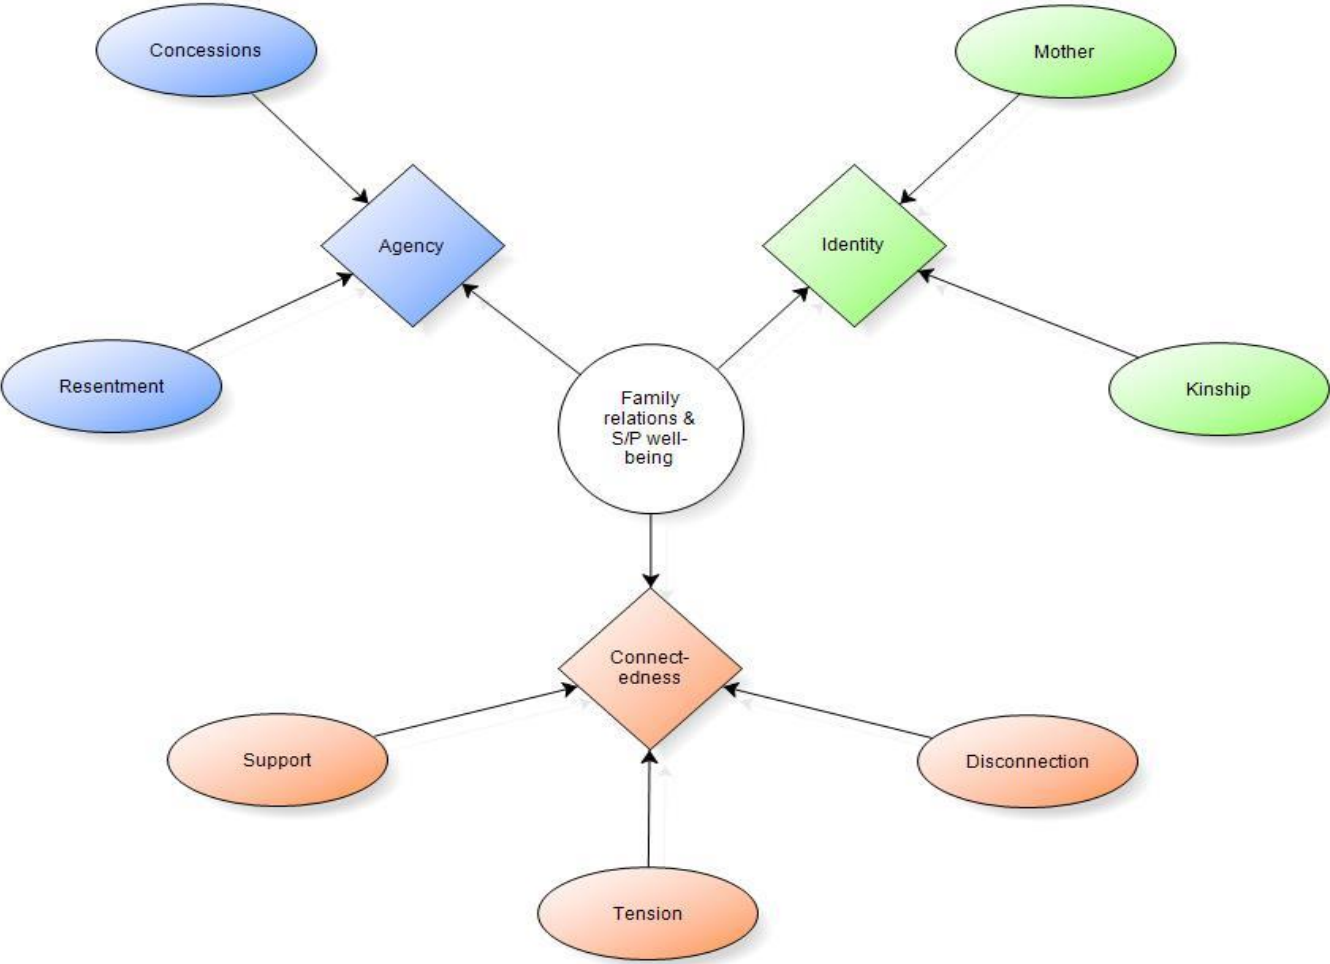 Concessions
Mother
Agency
Identity
Resentment
Kinship
Family
relations &
S/P well-
being
Connect-
edness
Support
Disconnection
Tension